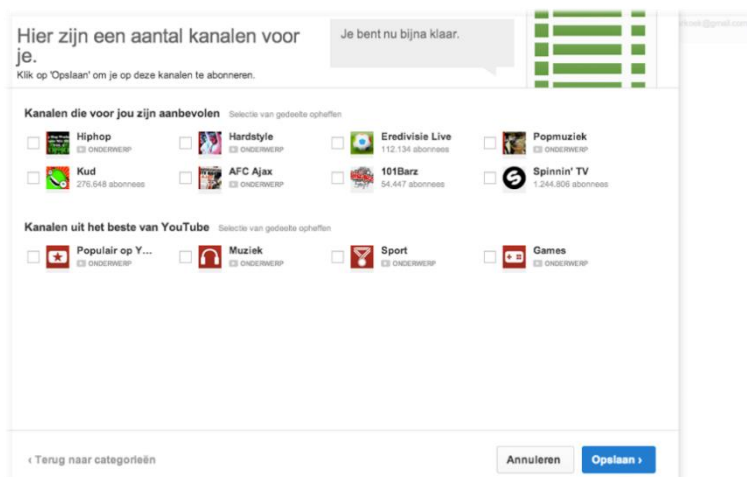 Hier zijn een aantal kanalen voor
je.
Klik op 'Opslaan' om je op deze kanalen te abonneren.
Je bent nu bijna klaar.
@gmail.com
Kanalen die voor jou zijn aanbevolen Selectie van gedeelte opheffen
Hiphop
ONDERWERP
Hardstyle
ONDERWERP
Eredivisie Live
112.134 abonnees
Popmuziek
ONDERWERP
Kud
276.648 abonnees
AFC Ajax
ONDERWERP
101Barz
54.447 abonnees
Spinnin' TV
1.244.806 abonnees
Kanalen uit het beste van YouTube Selectie van gedeelte opheffen
Populair op Y...
ONDERWERP
Muziek
ONDERWERP
Sport
ONDERWERP
Games
ONDERWERP
‹ Terug naar categorieën
Annuleren
Opslaan ›